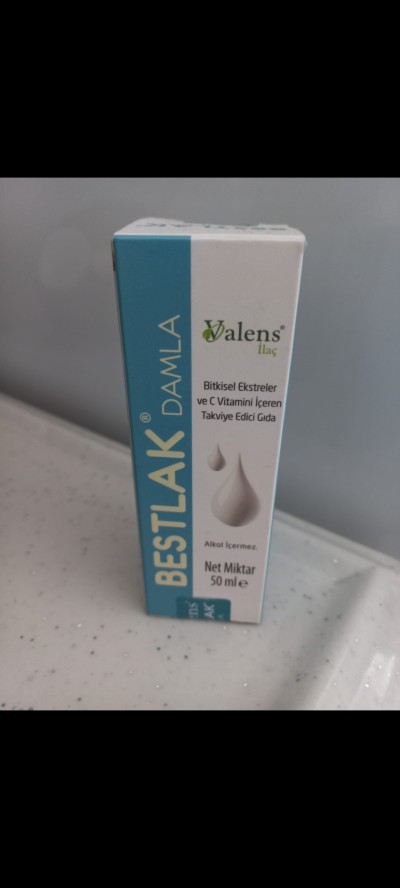 BESTLAK® DAMLA
Valens®
İlaç
Bitkisel Ekstreler
ve C Vitamini İçeren
Takviye Edici Gıda
Alkol İçermez.
Net Miktar
50 ml e